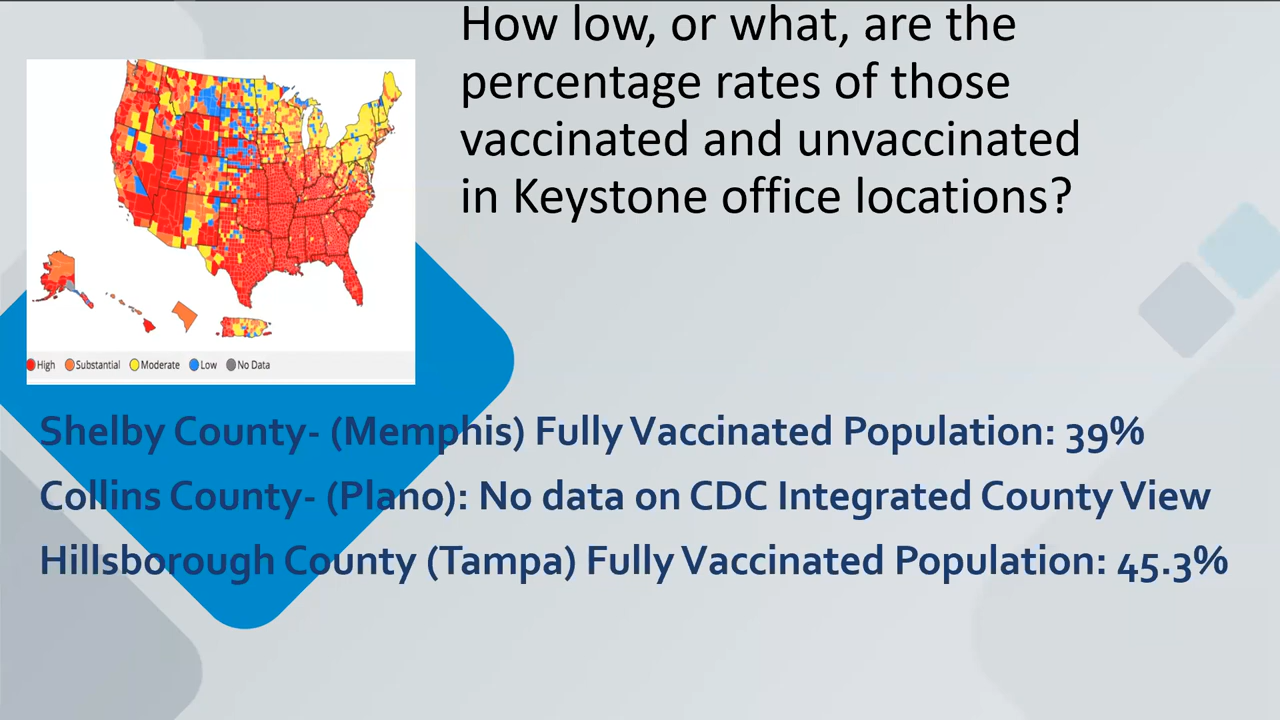 How low, or what, are the
percentage rates of those
vaccinated and unvaccinated
in Keystone office locations?
High Substantial Moderate Low No Data
Shelby County- (Memphis) Fully Vaccinated Population: 39%
Collins County- (Plano): No data on CDC Integrated County View
Hillsborough County (Tampa) Fully Vaccinated Population: 45.3%